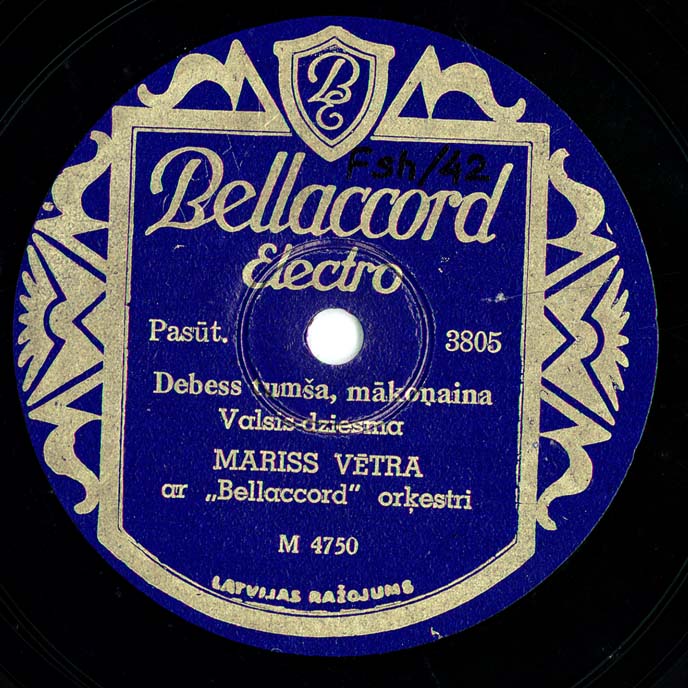 BE
Fsh/42
Bellaccord
Electro
Pasūt. 3805
Debess tumša, mākoņaina
Valsis-dziesma
MARISS VĒTRA
ar „Bellaccord” orķestri
M 4750
LATVIJAS RAŽOJUMS